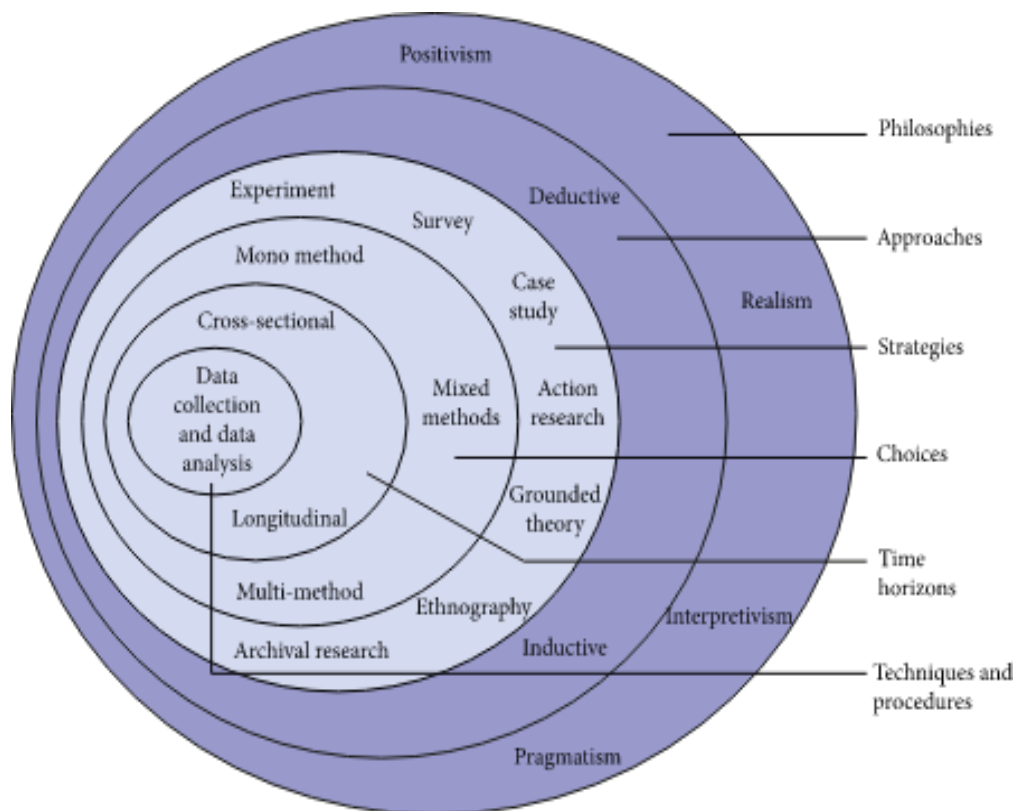 Positivism
Philosophies
Experiment
Deductive
Survey
Approaches
Mono method
Case
study
Realism
Cross-sectional
Strategies
Data
collection
and data
analysis
Mixed
methods
Action
research
Choices
Grounded
theory
Longitudinal
Time
horizons
Multi-method
Ethnography
Interpretivism
Archival research
Inductive
Techniques and
procedures
Pragmatism